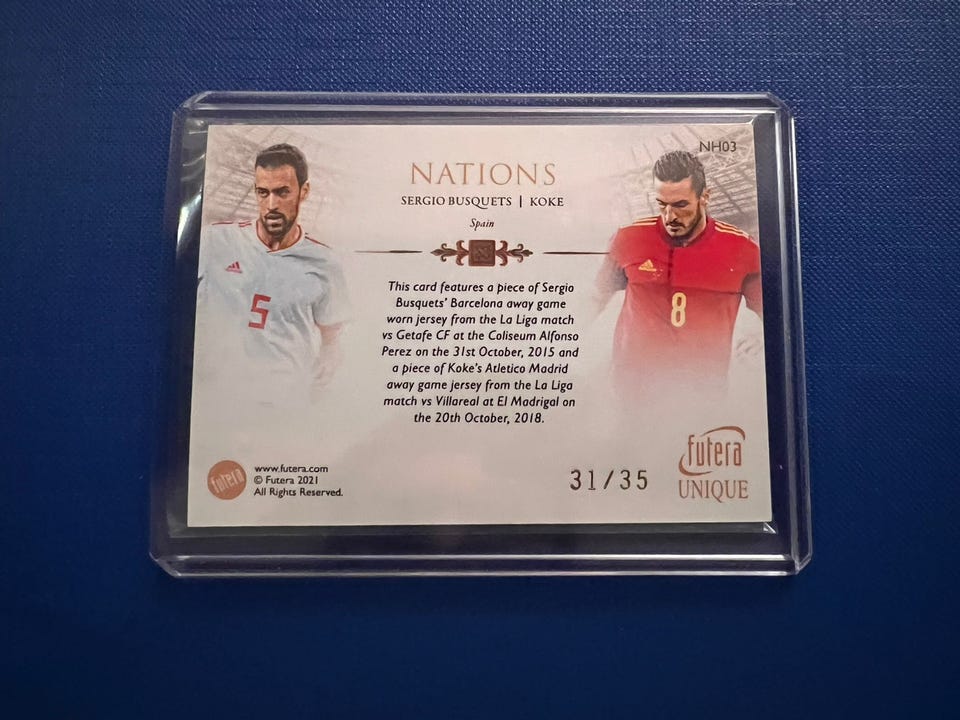 NH03
NATIONS
SERGIO BUSQUETS | KOKE
Spain
5
8
This card features a piece of Sergio
Busquets' Barcelona away game
worn jersey from the La Liga match
vs Getafe CF at the Coliseum Alfonso
Perez on the 31st October, 2015 and
a piece of Koke's Atletico Madrid
away game jersey from the La Liga
match vs Villareal at El Madrigal on
the 20th October, 2018.
futera
www.futera.com
© Futera 2021
All Rights Reserved.
31/35
futera
UNIQUE